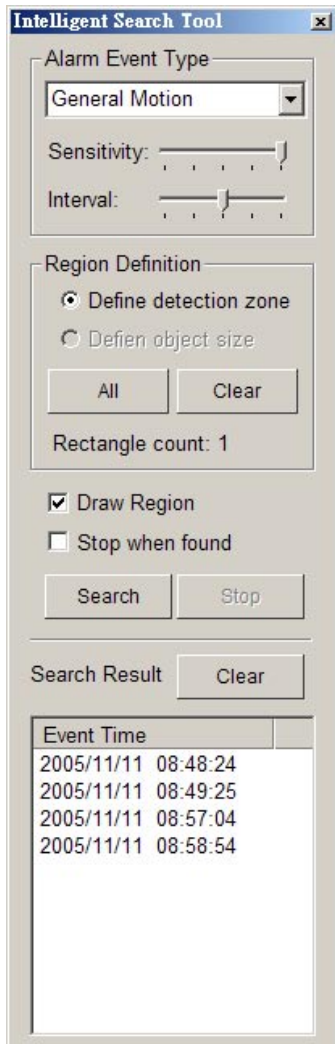 Intelligent Search Tool
Alarm Event Type
General Motion
Sensitivity:
Interval:
Region Definition
Define detection zone
Defien object size
All Clear
Rectangle count: 1
Draw Region
Stop when found
Search Stop
Search Result Clear
Event Time
2005/11/11 08:48:24
2005/11/11 08:49:25
2005/11/11 08:57:04
2005/11/11 08:58:54